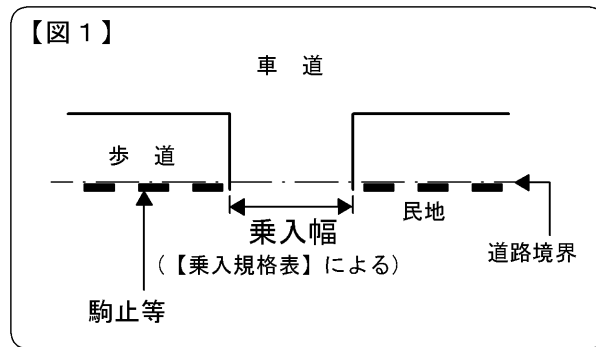 【図１】
車　道
歩　道
民地
乗入幅
（【乗入規格表】による）
道路境界
駒止等